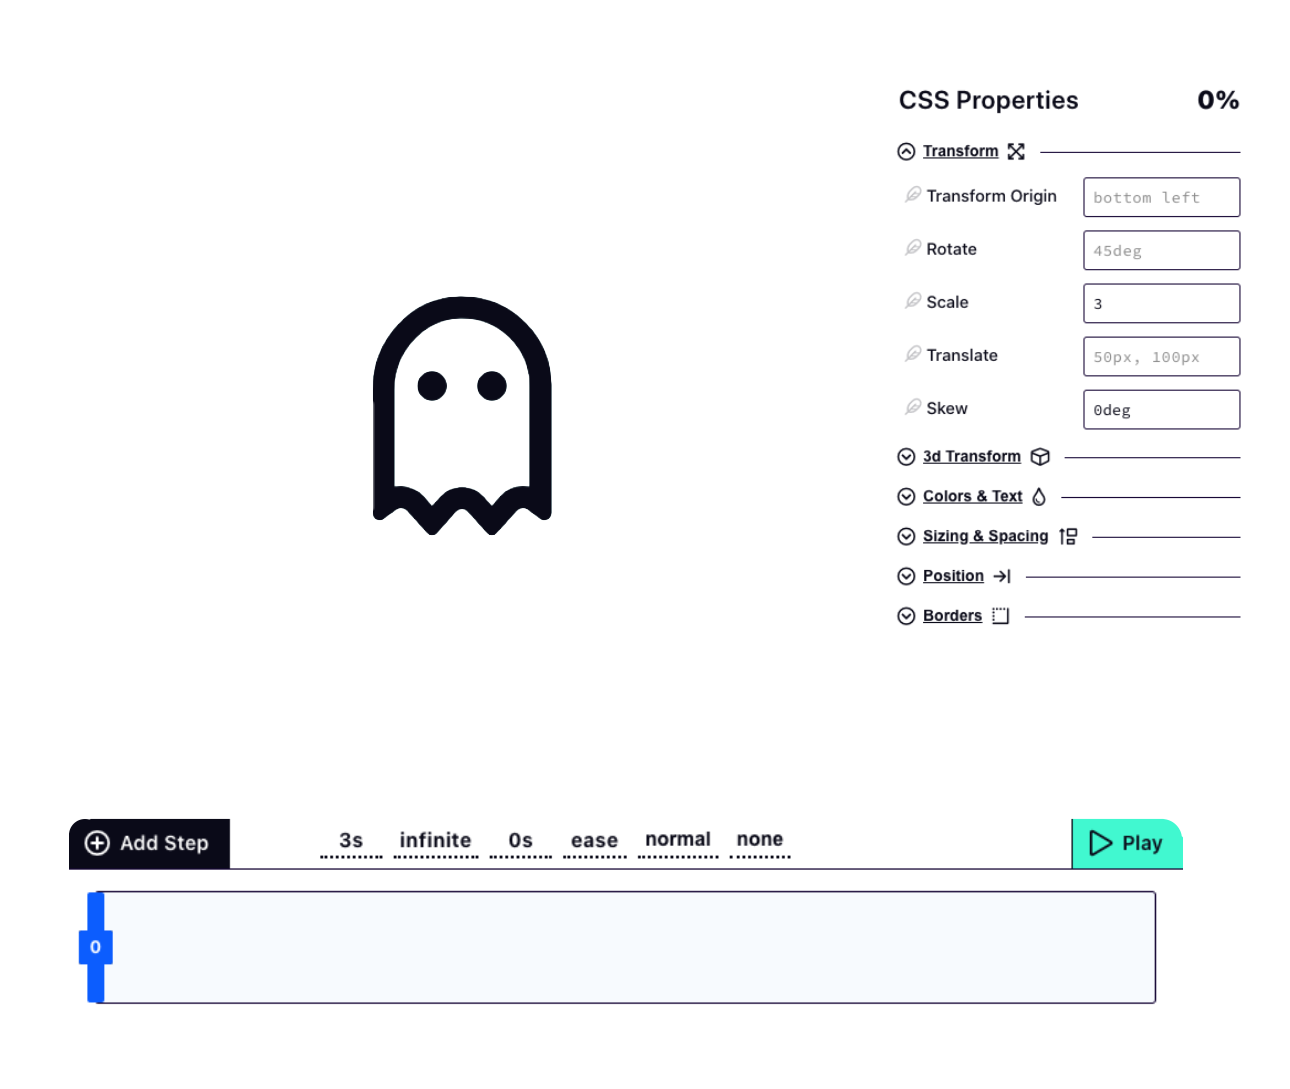 CSS Properties 0%
Transform
Transform Origin bottom left
Rotate 45deg
Scale 3
Translate 50px, 100px
Skew 0deg
3d Transform
Colors & Text
Sizing & Spacing
Position
Borders
Add Step 3s infinite 0s ease normal none Play
0